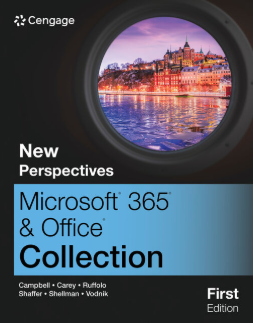 Cengage
New
Perspectives
Microsoft® 365®
& Office®
Collection
Campbell • Carey • Ruffolo
Shaffer • Shellman • Vodnik
First
Edition